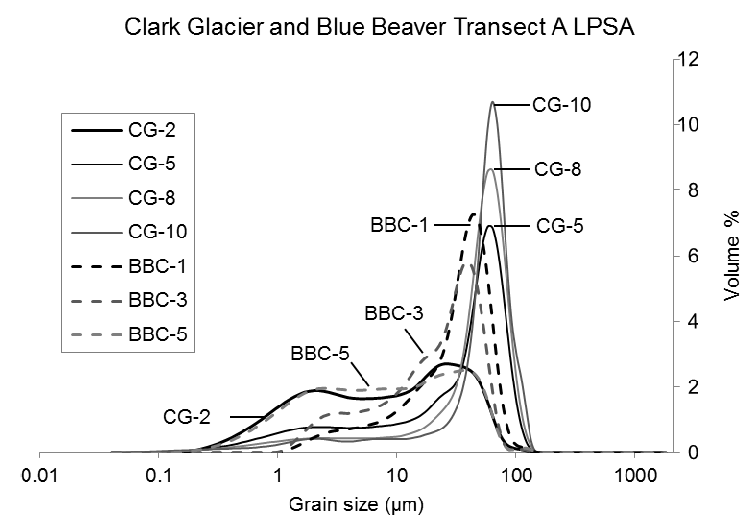 Clark Glacier and Blue Beaver Transect A LPSA
CG-2
CG-5
CG-8
CG-10
BBC-1
BBC-3
BBC-5
CG-10
CG-8
BBC-1
CG-5
BBC-3
BBC-5
CG-2
12
10
8
6
4
2
0
Volume %
0.01 0.1 1 10 100 1000
Grain size (µm)